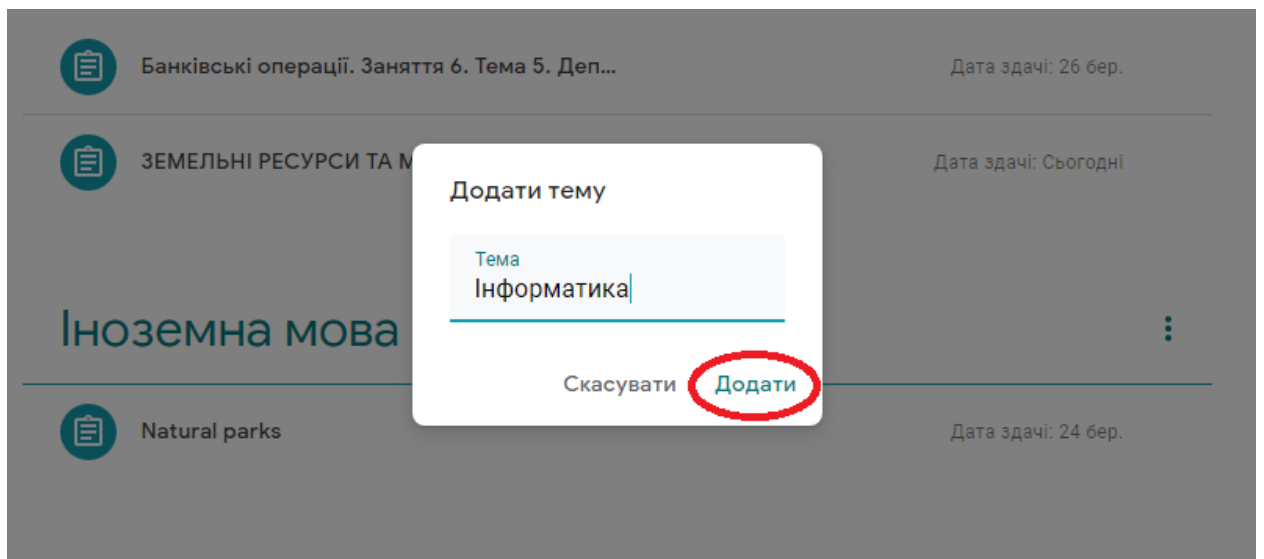 Банківські операції. Заняття 6. Тема 5. Деп...
Дата здачі: 26 бер.
ЗЕМЕЛЬНІ РЕСУРСИ ТА
Дата здачі: Сьогодні
Додати тему
Тема
Інформатика
Іноземна мова
Скасувати Додати
Natural parks
Дата здачі: 24 бер.